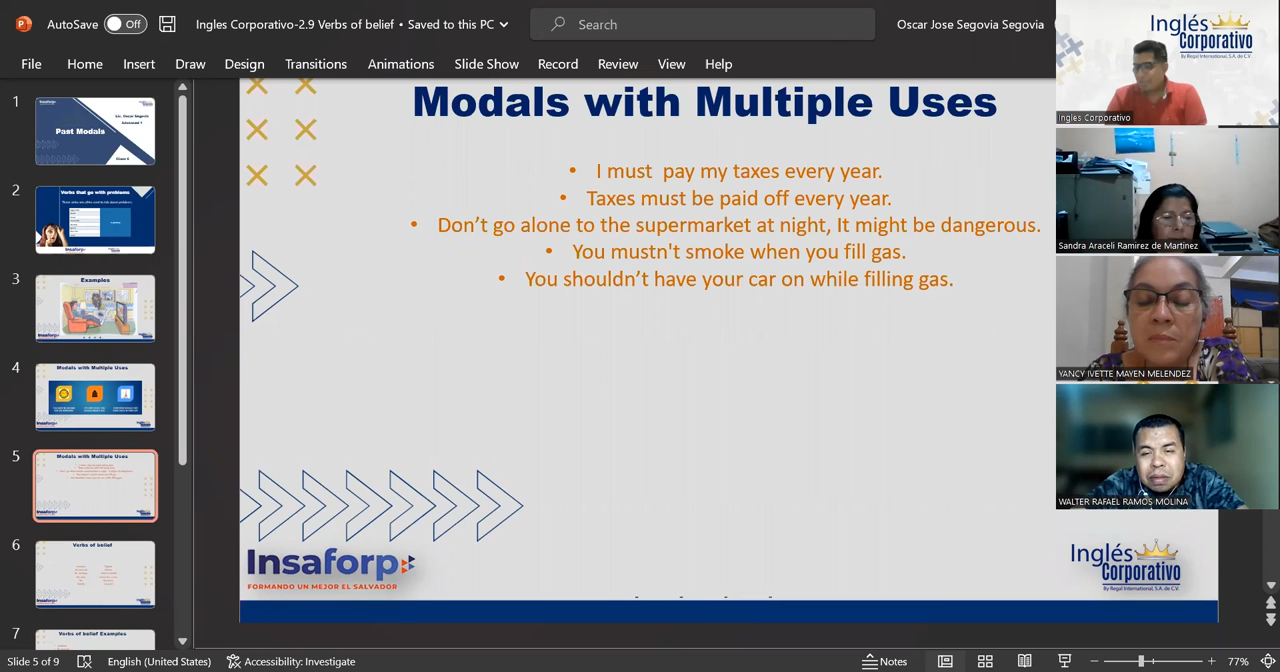 AutoSave Off Ingles Corporativo-2.9 Verbs of belief • Saved to this PC Search Oscar Jose Segovia Segovia
File Home Insert Draw Design Transitions Animations Slide Show Record Review View Help
1
Past Modals
2
Verbs that go with problems
3
Examples
4
Modals with Multiple Uses
5
Modals with Multiple Uses
6
Verbs of belief
7
Verbs of belief Examples
Modals with Multiple Uses
• I must pay my taxes every year.
• Taxes must be paid off every year.
• Don't go alone to the supermarket at night, It might be dangerous.
• You mustn't smoke when you fill gas.
• You shouldn't have your car on while filling gas.
Insaforp
FORMANDO UN MEJOR EL SALVADOR
Inglés
Corporativo
By Regal International, S.A. de C.V.
Inglés
Corporativo
By Regal International, S.A. de C.V.
Ingles Corporativo
Sandra Araceli Ramirez de Martinez
YANCY IVETTE MAYEN MELENDEZ
WALTER RAFAEL RAMOS MOLINA
Slide 5 of 9 English (United States) Accessibility: Investigate Notes 77%